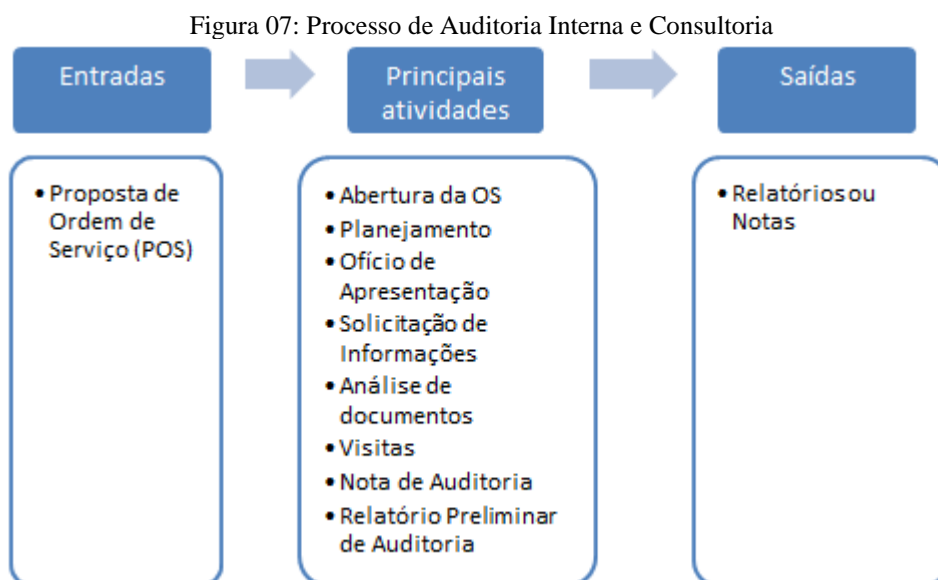 Figura 07: Processo de Auditoria Interna e Consultoria
Entradas
Principais
atividades
Saídas
• Proposta de
Ordem de
Serviço (POS)
• Abertura da OS
• Planejamento
• Ofício de
Apresentação
• Solicitação de
Informações
• Análise de
documentos
• Visitas
• Nota de Auditoria
• Relatório Preliminar
de Auditoria
• Relatórios ou
Notas